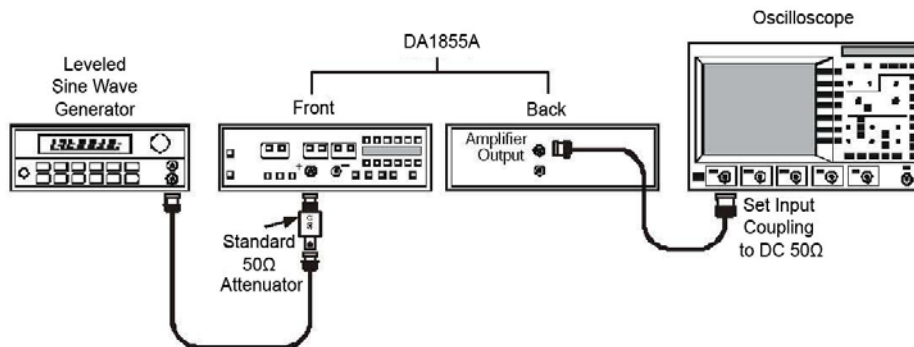 Oscilloscope
DA1855A
Leveled
Sine Wave
Generator
Front
Back
Amplifier
Output
+
−
Standard
50Ω
Attenuator
Set Input
Coupling
to DC 50Ω